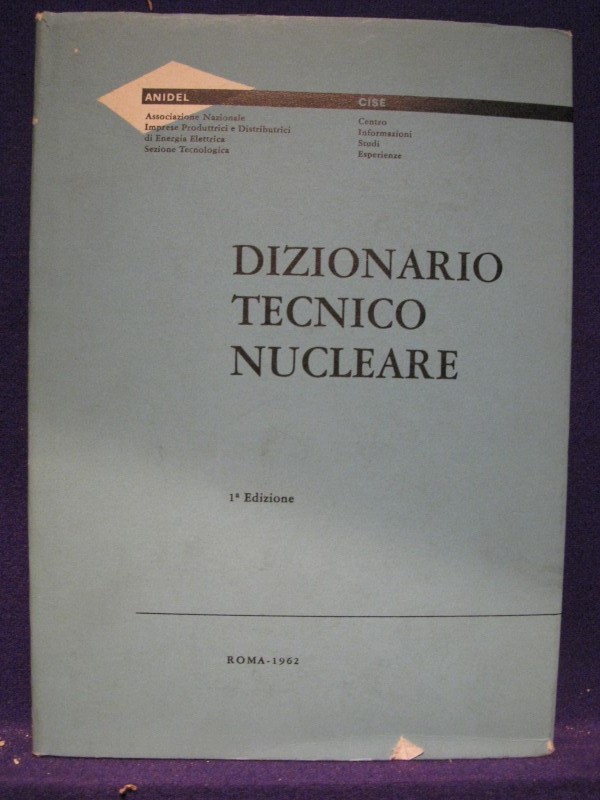 ANIDEL
Associazione Nazionale
Imprese Produttrici e Distributrici
di Energia Elettrica
Sezione Tecnologica
CISE
Centro
Informazioni
Studi
Esperienze
DIZIONARIO
TECNICO
NUCLEARE
1ª Edizione
ROMA-1962